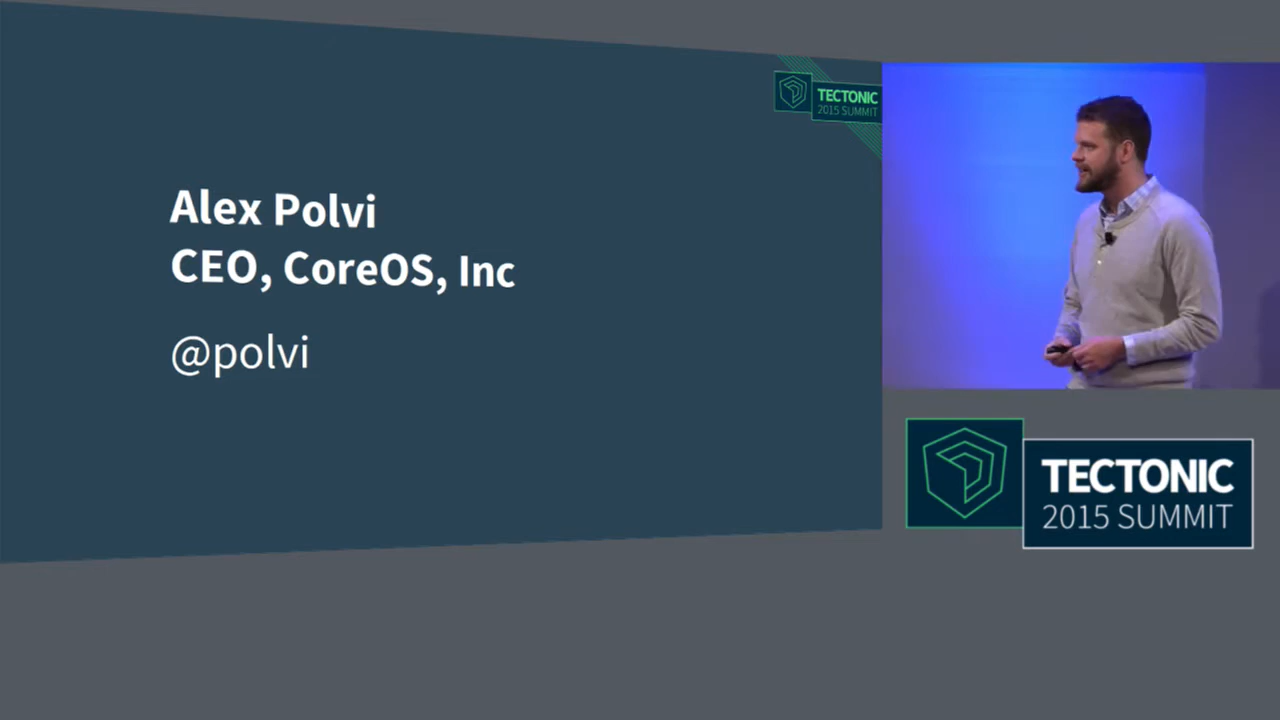 Alex Polvi
CEO, CoreOS, Inc
@polvi
TECTONIC
2015 SUMMIT
TECTONIC
2015 SUMMIT